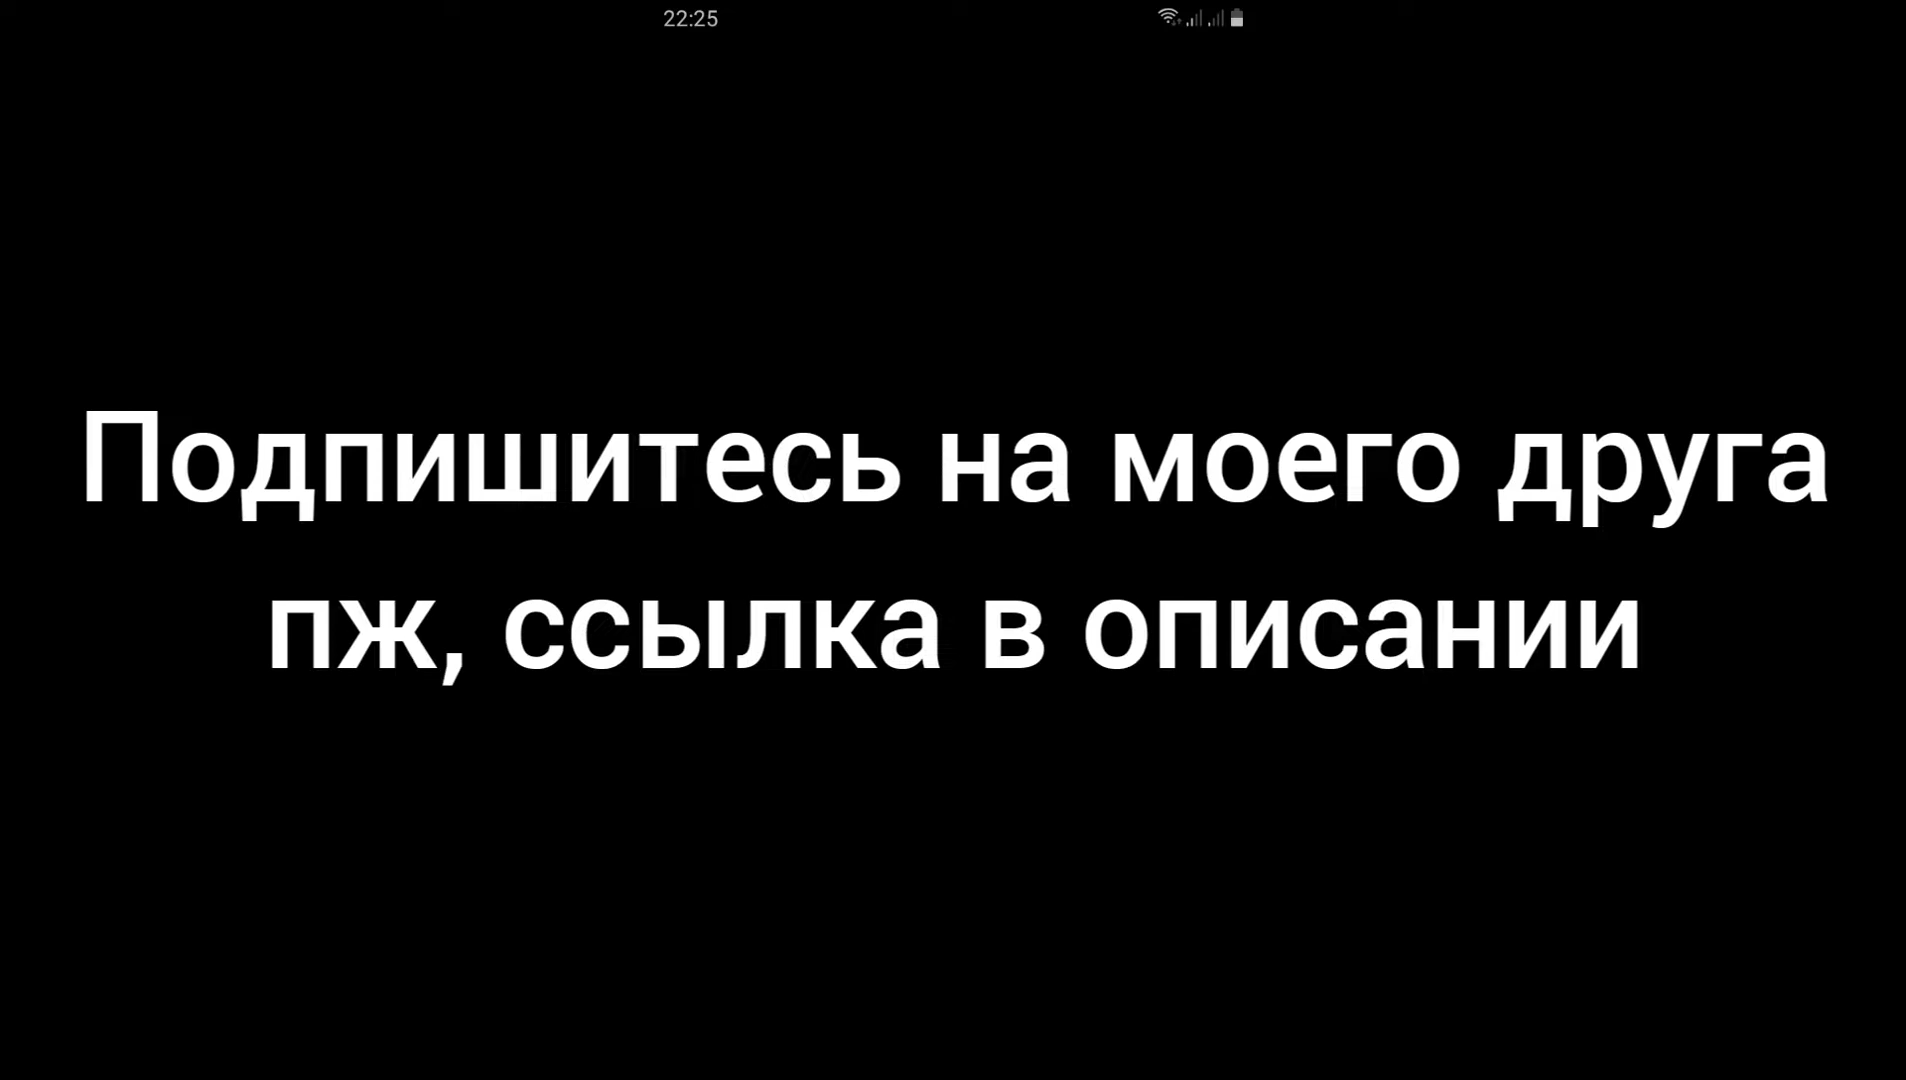 22:25
Подпишитесь на моего друга
пж, ссылка в описании